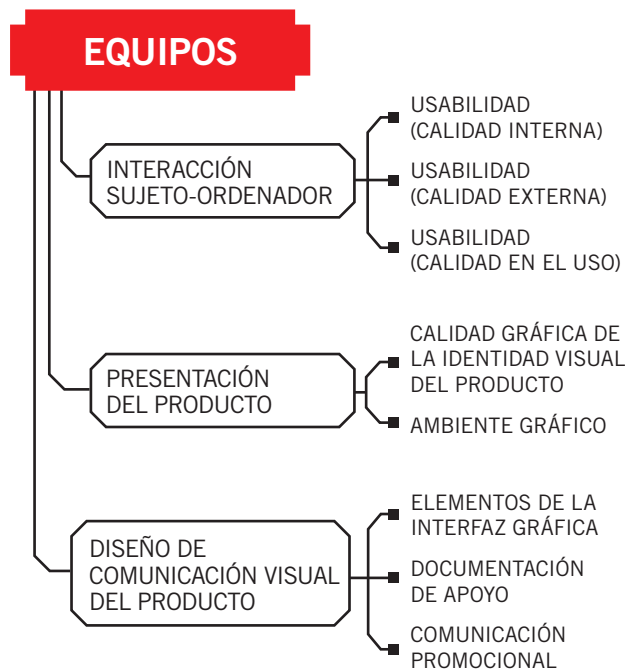 EQUIPOS
INTERACCIÓN
SUJETO-ORDENADOR
USABILIDAD
(CALIDAD INTERNA)
USABILIDAD
(CALIDAD EXTERNA)
USABILIDAD
(CALIDAD EN EL USO)
PRESENTACIÓN
DEL PRODUCTO
CALIDAD GRÁFICA DE
LA IDENTIDAD VISUAL
DEL PRODUCTO
AMBIENTE GRÁFICO
DISEÑO DE
COMUNICACIÓN VISUAL
DEL PRODUCTO
ELEMENTOS DE LA
INTERFAZ GRÁFICA
DOCUMENTACIÓN
DE APOYO
COMUNICACIÓN
PROMOCIONAL